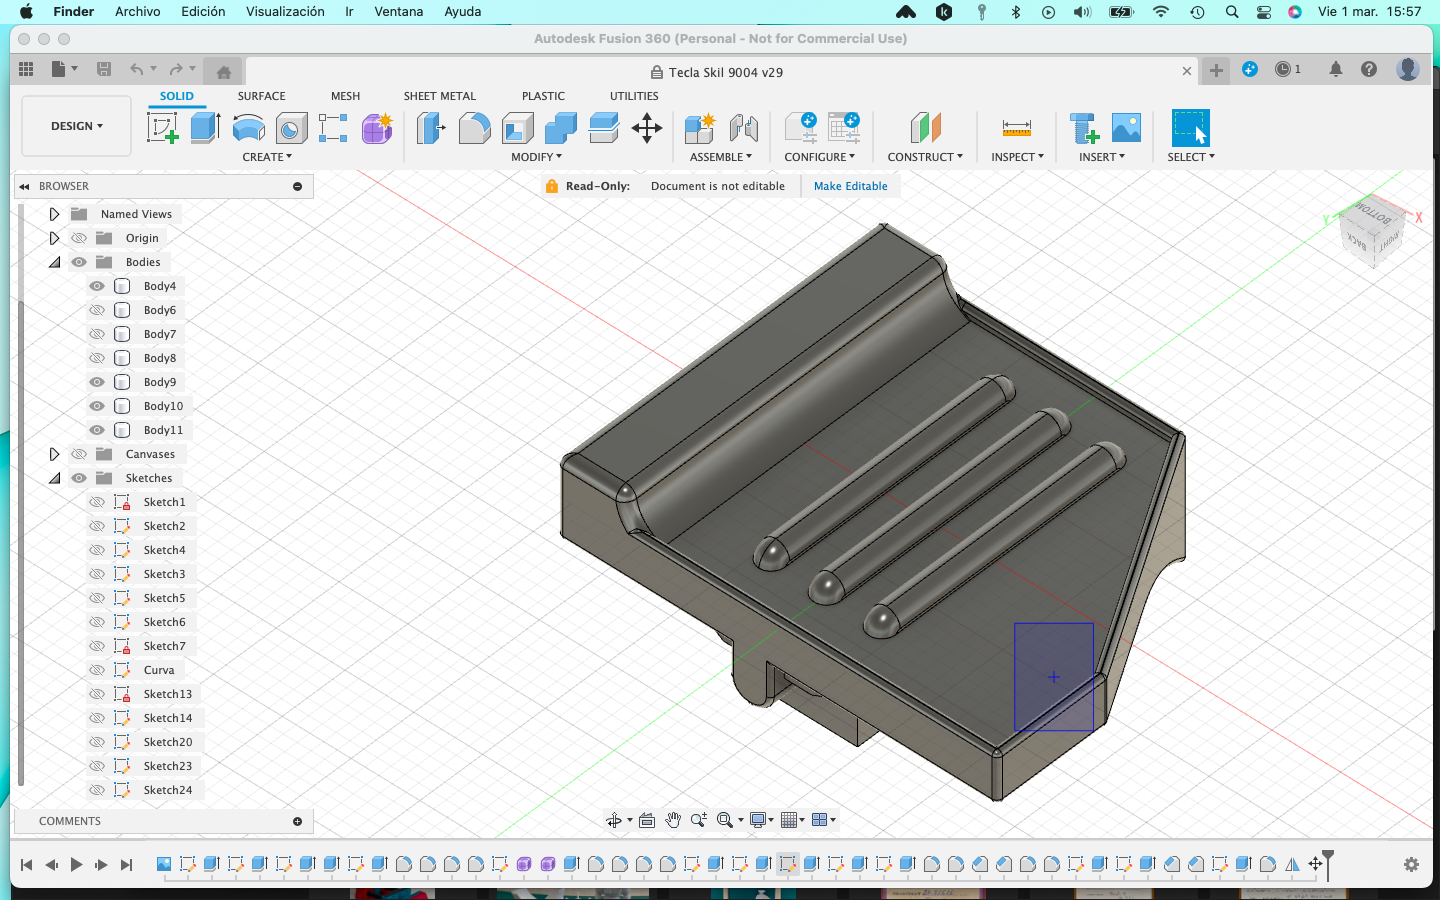 Finder Archivo Edición Visualización Ir Ventana Ayuda Vie 1 mar. 15:57
Autodesk Fusion 360 (Personal - Not for Commercial Use)
Tecla Skil 9004 v29
1
SOLID SURFACE MESH SHEET METAL PLASTIC UTILITIES
DESIGN
CREATE MODIFY ASSEMBLE CONFIGURE CONSTRUCT INSPECT INSERT SELECT
BROWSER
Read-Only: Document is not editable Make Editable
Named Views
Origin
Bodies
Body4
Body6
Body7
Body8
Body9
Body10
Body11
Canvases
Sketches
Sketch1
Sketch2
Sketch4
Sketch3
Sketch5
Sketch6
Sketch7
Curva
Sketch13
Sketch14
Sketch20
Sketch23
Sketch24
COMMENTS
Y
X
BOTTOM
BACK
RIGHT